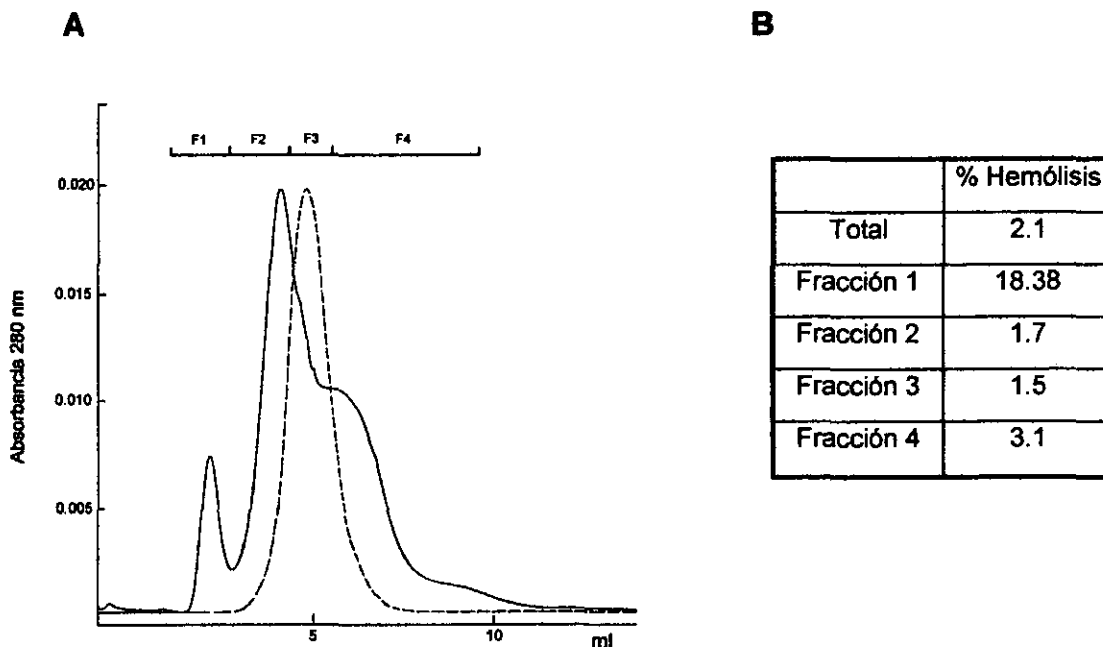 A
B
F1 F2 F3 F4
0.020
0.015
0.010
0.005
Absorbancia 280 nm
5 10 ml
% Hemólisis
Total 2.1
Fracción 1 18.38
Fracción 2 1.7
Fracción 3 1.5
Fracción 4 3.1